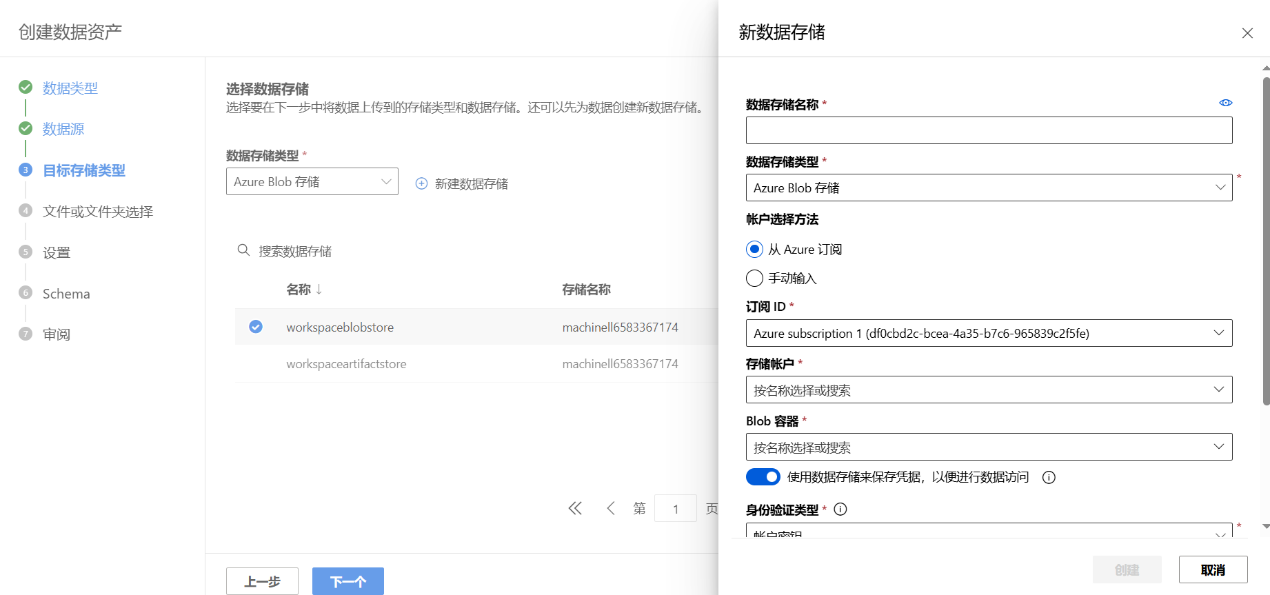 创建数据资产
数据类型
数据源
3 目标存储类型
4 文件或文件夹选择
5 设置
6 Schema
7 审阅
选择数据存储
选择要在下一步中将数据上传到的存储类型和数据存储。还可以先为数据创建新数据存储。
数据存储类型 *
Azure Blob 存储
新建数据存储
搜索数据存储
名称 ↓ 存储名称
workspaceblobstore machinell6583367174
workspaceartifactstore machinell6583367174
第 1 页
上一步 下一个
新数据存储
数据存储名称 *
数据存储类型 *
Azure Blob 存储 *
帐户选择方法
从 Azure 订阅
手动输入
订阅 ID *
Azure subscription 1 (df0cbd2c-bcea-4a35-b7c6-965839c2f5fe)
存储帐户 *
按名称选择或搜索
Blob 容器 *
按名称选择或搜索
使用数据存储来保存凭据，以便进行数据访问
身份验证类型 *
帐户密钥 *
创建 取消